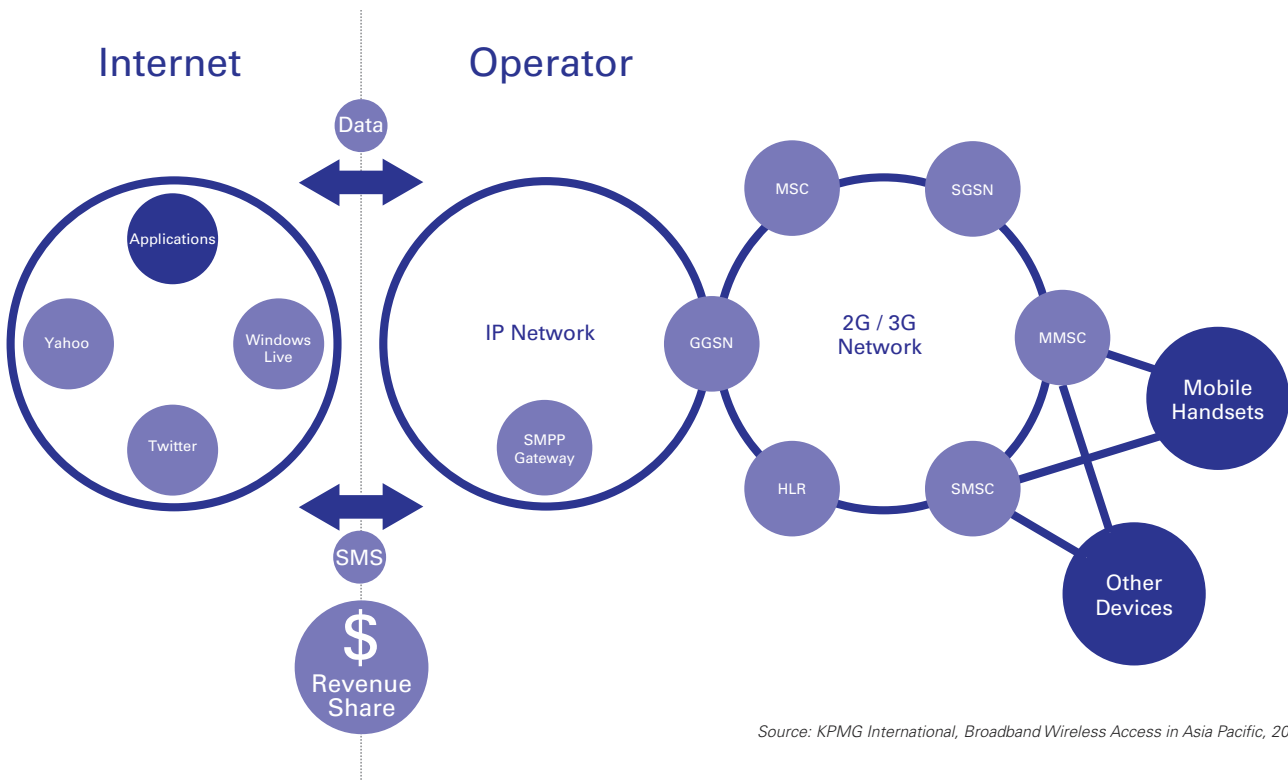 Internet
Operator
Data
Applications
Yahoo
Windows
Live
Twitter
IP Network
SMPP
Gateway
GGSN
MSC
SGSN
2G / 3G
Network
MMSC
HLR
SMSC
Mobile
Handsets
Other
Devices
SMS
$
Revenue
Share
Source: KPMG International, Broadband Wireless Access in Asia Pacific, 20